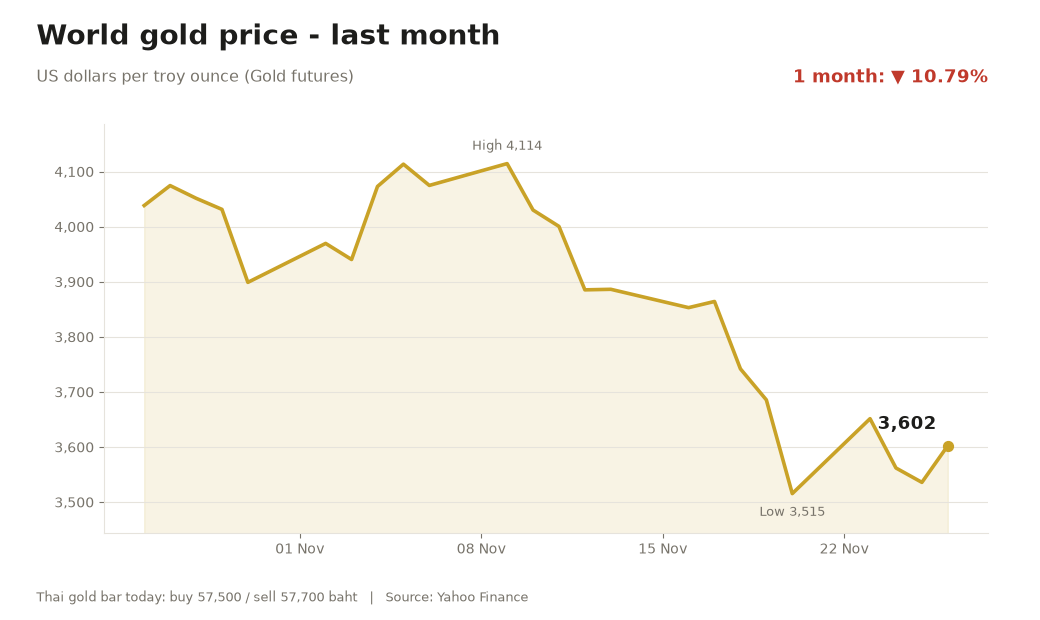 World gold price - last month
US dollars per troy ounce (Gold futures)
1 month: ▼ 10.79%
High 4,114
4,100
4,000
3,900
3,800
3,700
3,602
3,600
3,500
Low 3,515
01 Nov
08 Nov
15 Nov
22 Nov
Thai gold bar today: buy 57,500 / sell 57,700 baht | Source: Yahoo Finance